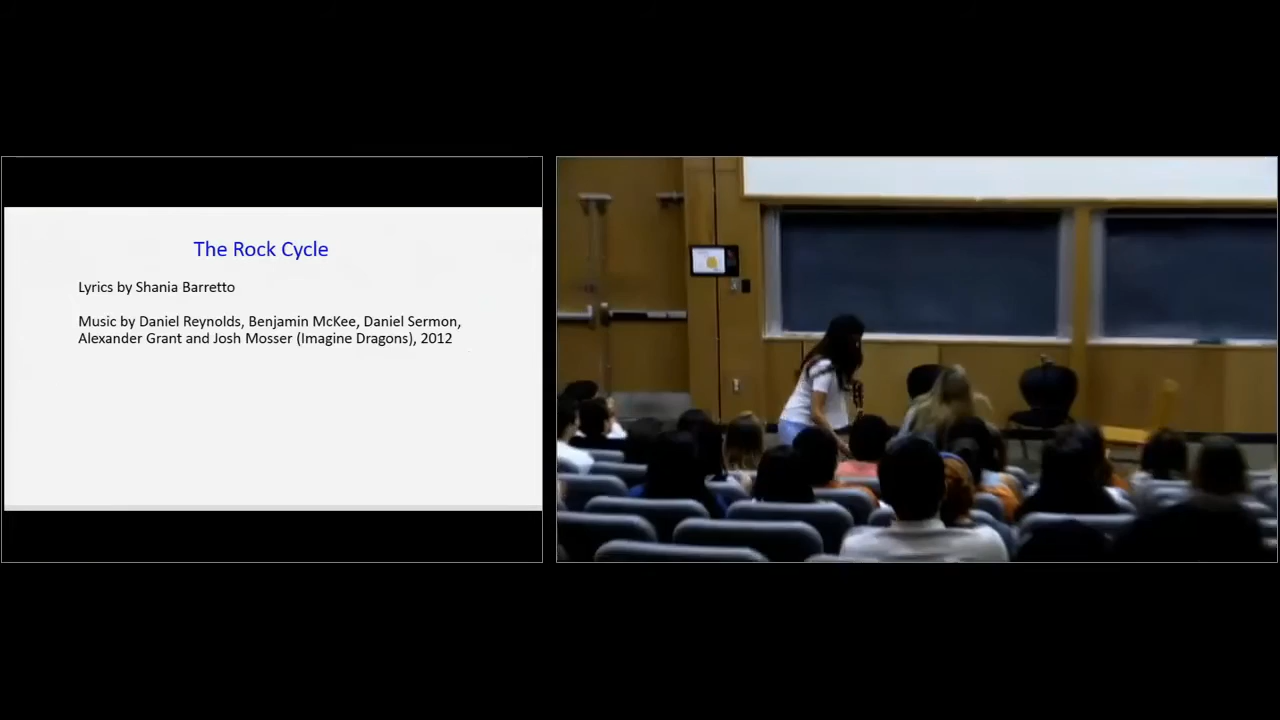 The Rock Cycle
Lyrics by Shania Barretto
Music by Daniel Reynolds, Benjamin McKee, Daniel Sermon,
Alexander Grant and Josh Mosser (Imagine Dragons), 2012